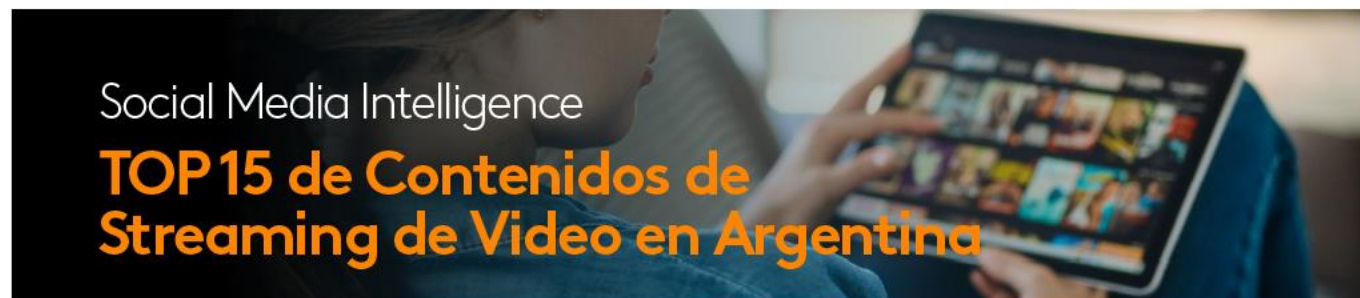 Social Media Intelligence
TOP 15 de Contenidos de
Streaming de Video en Argentina